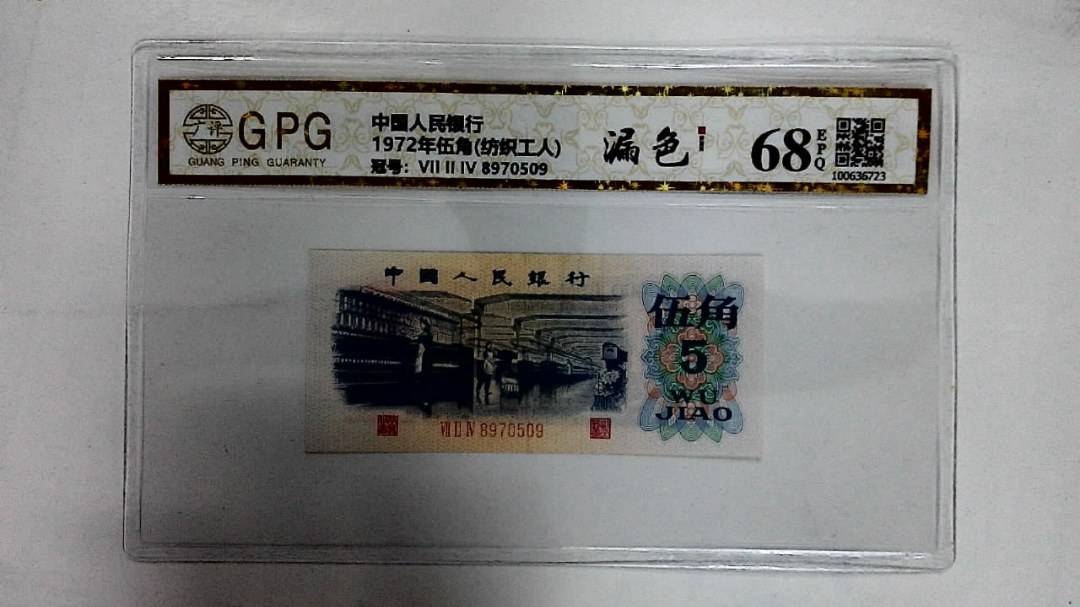 GPG
GUANG PING GUARANTY
中国人民银行
1972年伍角(纺织工人)
冠号: VII II IV 8970509
漏色
68
EPQ
100636723
中國人民銀行
伍角
5
WU
JIAO
VII II IV 8970509